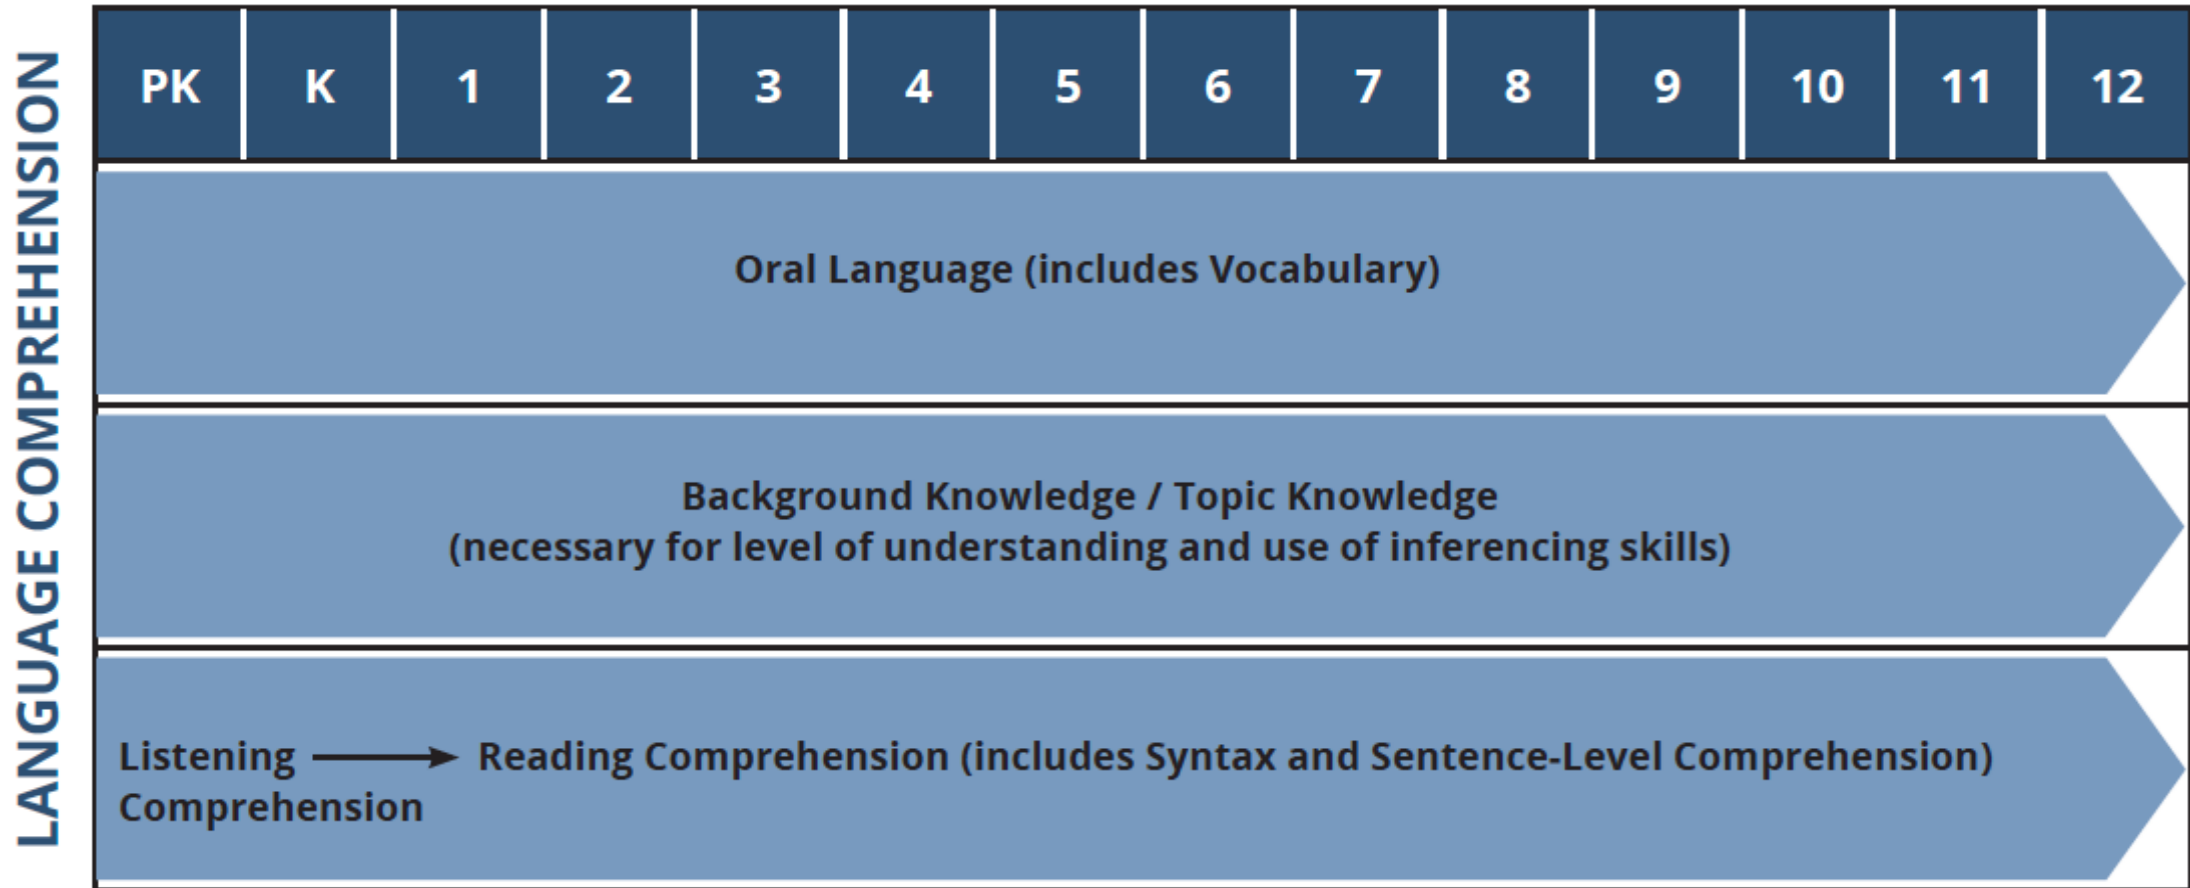 LANGUAGE COMPREHENSION
PK K 1 2 3 4 5 6 7 8 9 10 11 12
Oral Language (includes Vocabulary)
Background Knowledge / Topic Knowledge
(necessary for level of understanding and use of inferencing skills)
Listening → Reading Comprehension (includes Syntax and Sentence-Level Comprehension)
Comprehension